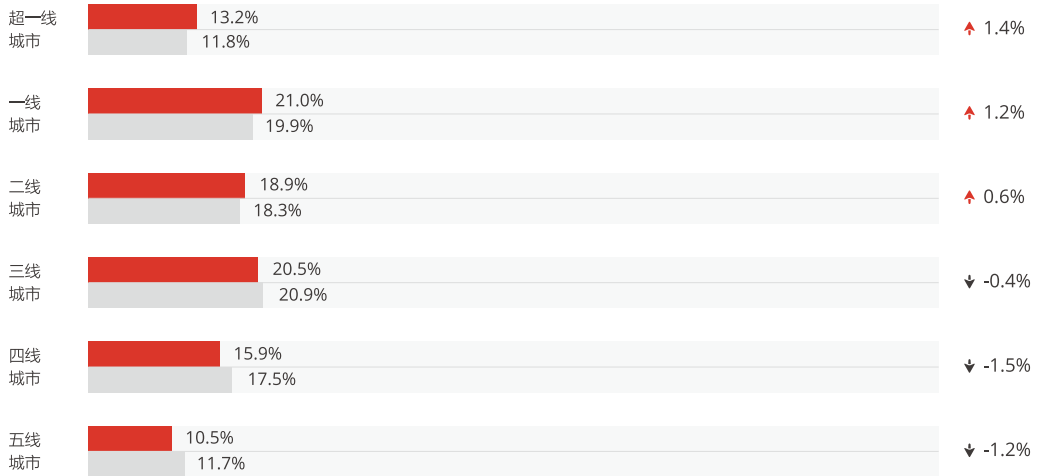 超一线
城市
13.2%
11.8%
1.4%
一线
城市
21.0%
19.9%
1.2%
二线
城市
18.9%
18.3%
0.6%
三线
城市
20.5%
20.9%
-0.4%
四线
城市
15.9%
17.5%
-1.5%
五线
城市
10.5%
11.7%
-1.2%